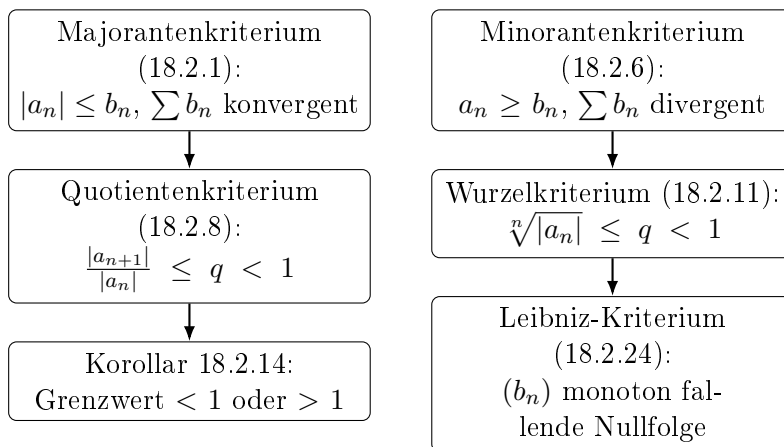 Majorantenkriterium
(18.2.1):
|a_n| ≤ b_n, ∑ b_n konvergent
Quotientenkriterium
(18.2.8):
|a_{n+1}|/|a_n| ≤ q < 1
Korollar 18.2.14:
Grenzwert < 1 oder > 1
Minorantenkriterium
(18.2.6):
a_n ≥ b_n, ∑ b_n divergent
Wurzelkriterium (18.2.11):
ⁿ√|a_n| ≤ q < 1
Leibniz-Kriterium
(18.2.24):
(b_n) monoton fal-
lende Nullfolge